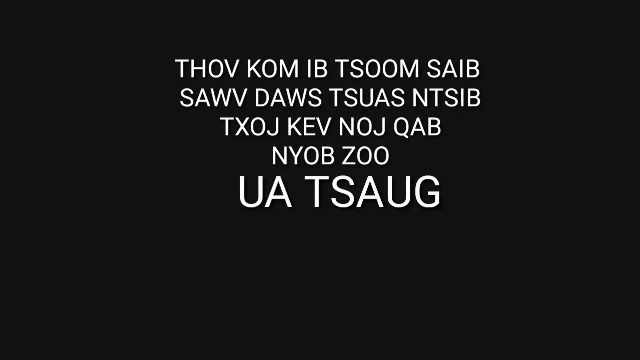 THOV KOM IB TSOOM SAIB
SAWV DAWS TSUAS NTSIB
TXOJ KEV NOJ QAB
NYOB ZOO
UA TSAUG